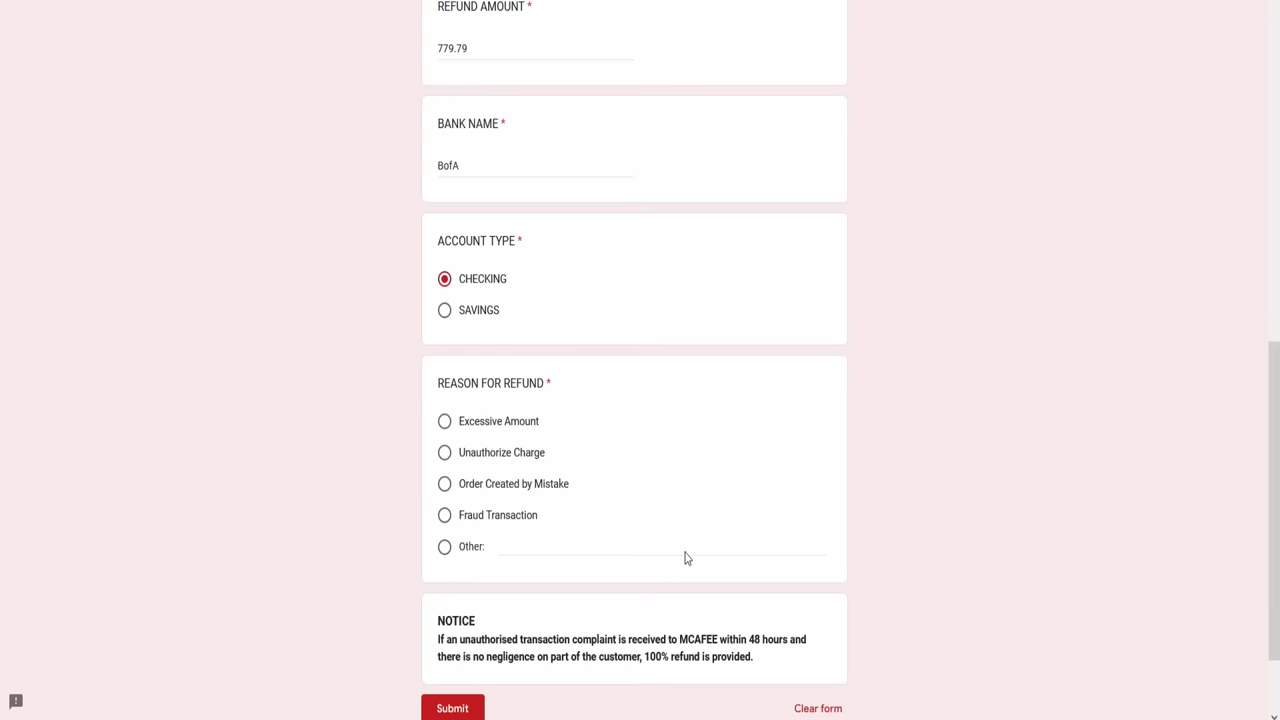 REFUND AMOUNT *
779.79
BANK NAME *
BofA
ACCOUNT TYPE *
CHECKING
SAVINGS
REASON FOR REFUND *
Excessive Amount
Unauthorize Charge
Order Created by Mistake
Fraud Transaction
Other:
NOTICE
If an unauthorised transaction complaint is received to MCAFEE within 48 hours and
there is no negligence on part of the customer, 100% refund is provided.
Submit
Clear form